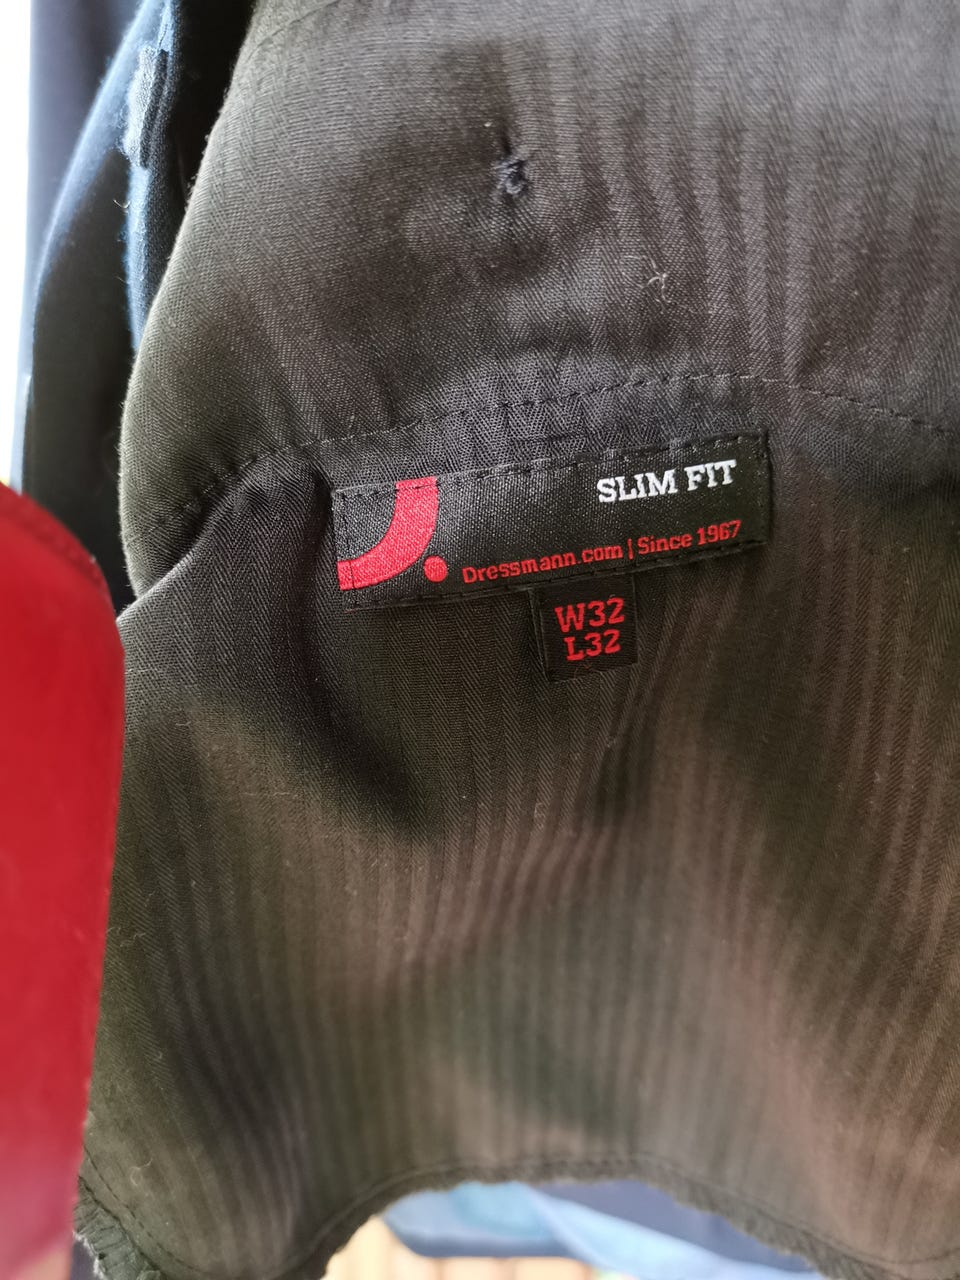 SLIM FIT
Dressmann.com | Since 1967
W32
L32